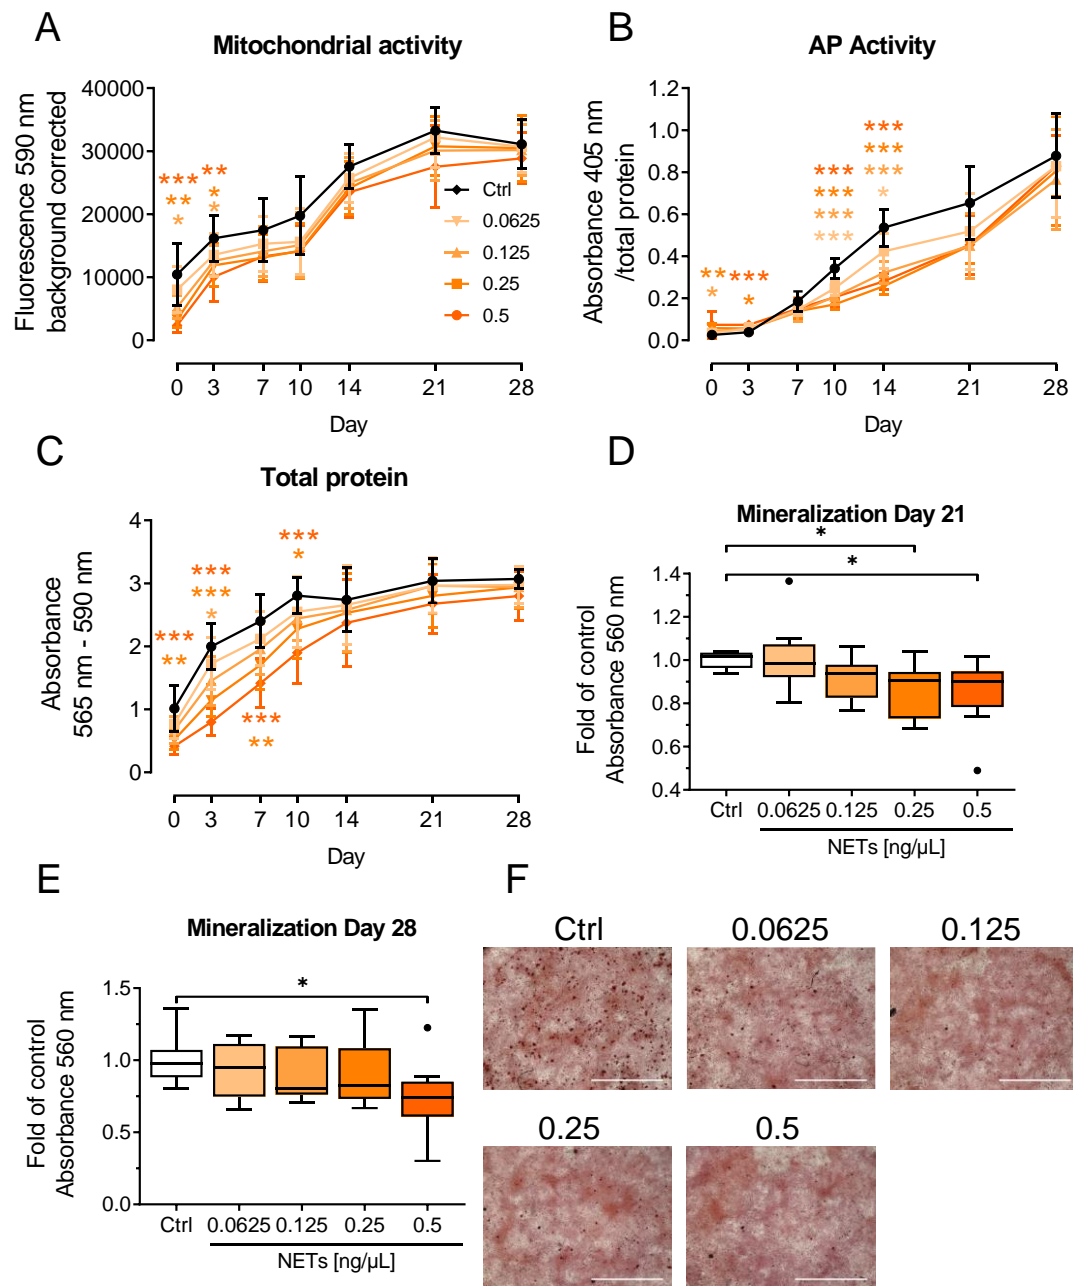 A
Mitochondrial activity
Fluorescence 590 nm
background corrected
40000
30000
20000
10000
0
***
**
*
**
*
*
Ctrl
0.0625
0.125
0.25
0.5
0 3 7 10 14 21 28
Day
B
AP Activity
Absorbance 405 nm
/total protein
1.2
1.0
0.8
0.6
0.4
0.2
0.0
**
*
***
*
***
***
***
***
***
***
***
*
0 3 7 10 14 21 28
Day
C
Total protein
Absorbance
565 nm - 590 nm
4
3
2
1
0
***
**
***
***
*
***
**
***
*
0 3 7 10 14 21 28
Day
D
Mineralization Day 21
*
*
Fold of control
Absorbance 560 nm
1.4
1.2
1.0
0.8
0.6
0.4
Ctrl 0.0625 0.125 0.25 0.5
NETs [ng/µL]
E
Mineralization Day 28
*
Fold of control
Absorbance 560 nm
1.5
1.0
0.5
0.0
Ctrl 0.0625 0.125 0.25 0.5
NETs [ng/µL]
F
Ctrl 0.0625 0.125
0.25 0.5